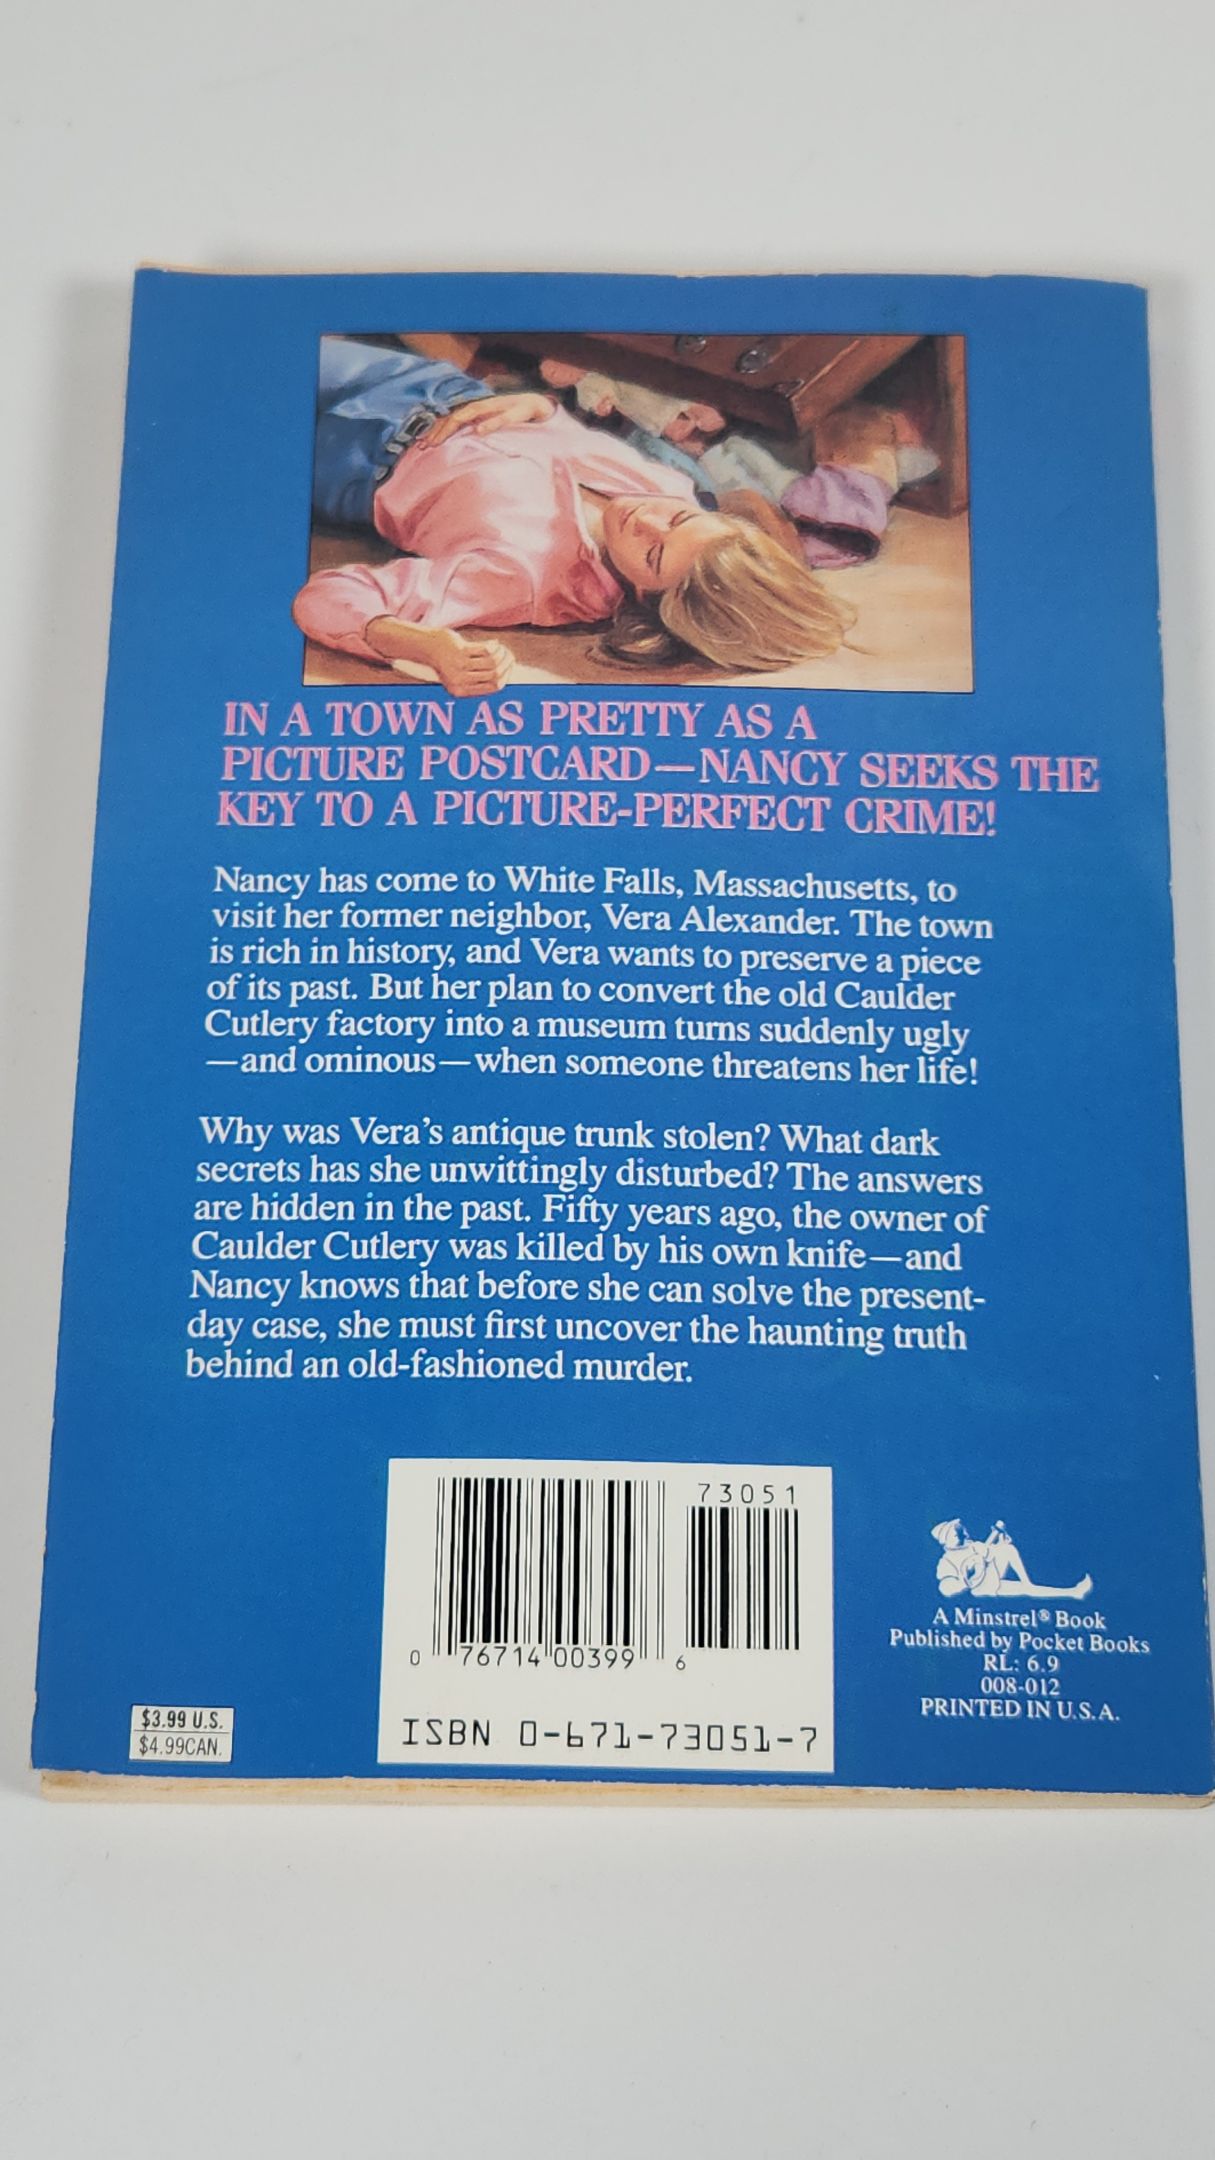 IN A TOWN AS PRETTY AS A
PICTURE POSTCARD—NANCY SEEKS THE
KEY TO A PICTURE-PERFECT CRIME!
Nancy has come to White Falls, Massachusetts, to
visit her former neighbor, Vera Alexander. The town
is rich in history, and Vera wants to preserve a piece
of its past. But her plan to convert the old Caulder
Cutlery factory into a museum turns suddenly ugly
—and ominous—when someone threatens her life!
Why was Vera's antique trunk stolen? What dark
secrets has she unwittingly disturbed? The answers
are hidden in the past. Fifty years ago, the owner of
Caulder Cutlery was killed by his own knife—and
Nancy knows that before she can solve the present-
day case, she must first uncover the haunting truth
behind an old-fashioned murder.
73051
0 76714 00399 6
ISBN 0-671-73051-7
A Minstrel® Book
Published by Pocket Books
RL: 6.9
008-012
PRINTED IN U.S.A.
$3.99 U.S.
$4.99CAN.